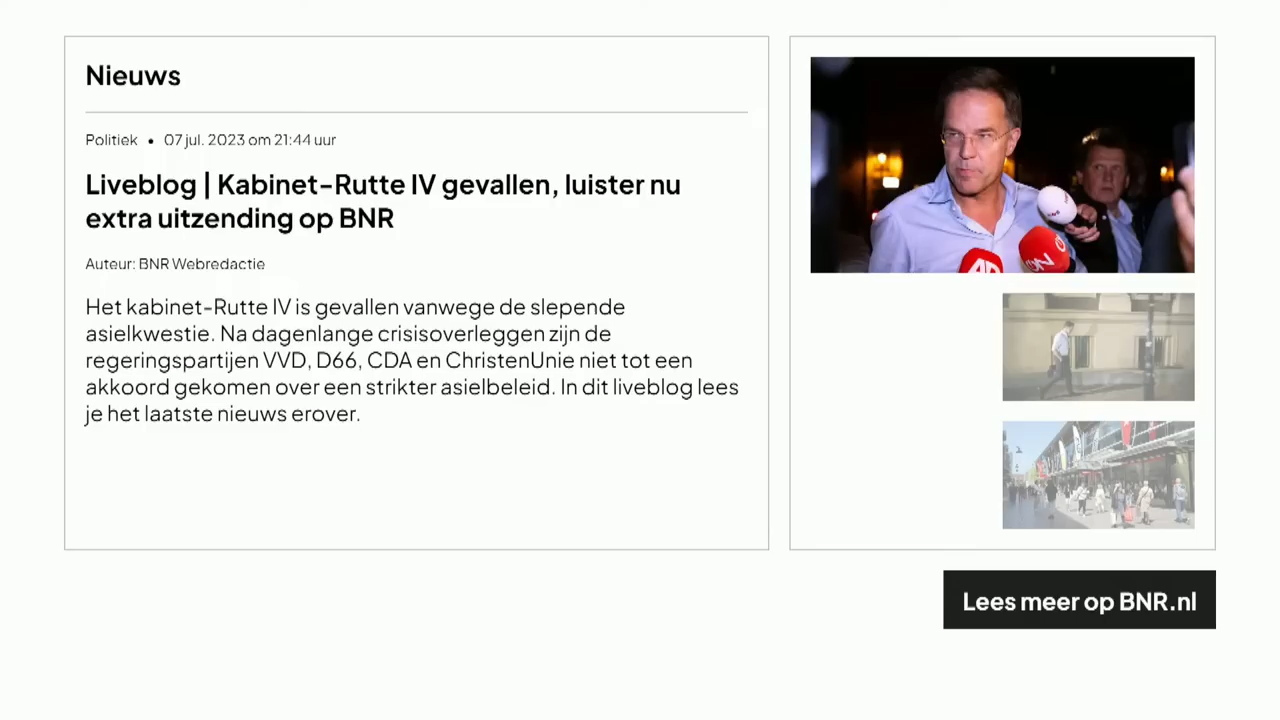 Nieuws
Politiek • 07 jul. 2023 om 21:44 uur
Liveblog | Kabinet-Rutte IV gevallen, luister nu
extra uitzending op BNR
Auteur: BNR Webredactie
Het kabinet-Rutte IV is gevallen vanwege de slepende
asielkwestie. Na dagenlange crisisoverleggen zijn de
regeringspartijen VVD, D66, CDA en ChristenUnie niet tot een
akkoord gekomen over een strikter asielbeleid. In dit liveblog lees
je het laatste nieuws erover.
Lees meer op BNR.nl